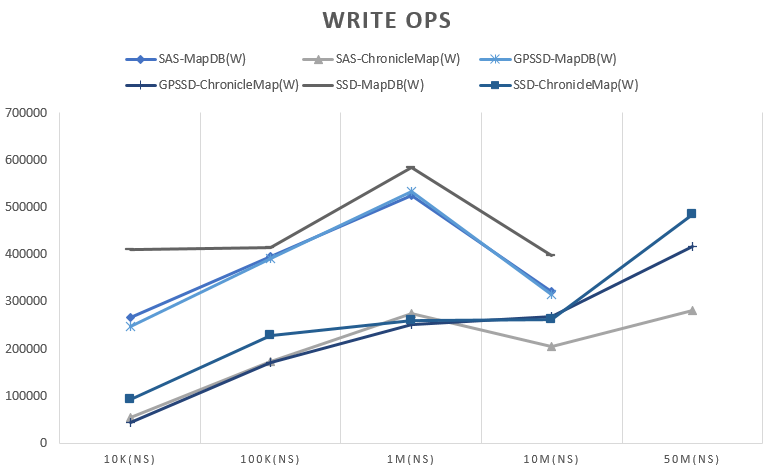 WRITE OPS
SAS-MapDB(W) SAS-ChronicleMap(W) GPSSD-MapDB(W)
GPSSD-ChronicleMap(W) SSD-MapDB(W) SSD-ChronicleMap(W)
700000
600000
500000
400000
300000
200000
100000
0
10K(NS) 100K(NS) 1M(NS) 10M(NS) 50M(NS)